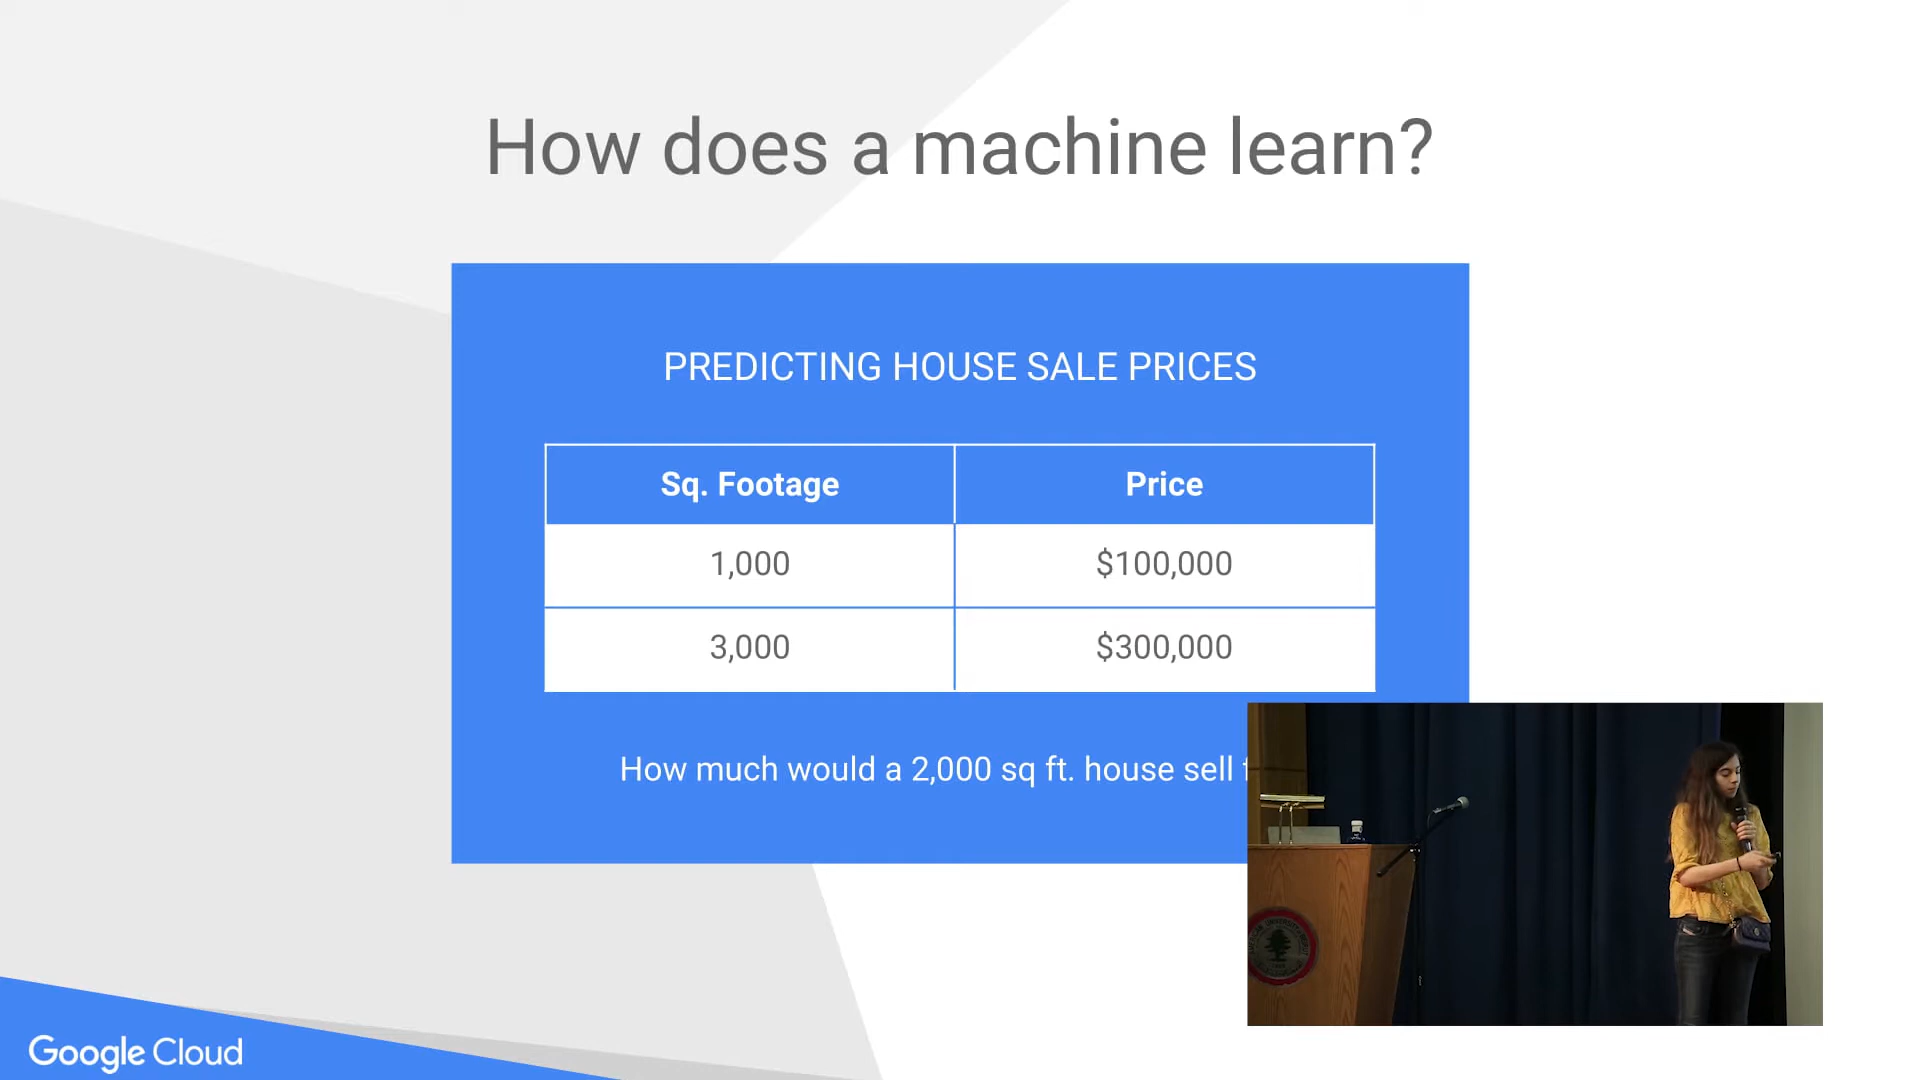 How does a machine learn?
PREDICTING HOUSE SALE PRICES
Sq. Footage
Price
1,000
$100,000
3,000
$300,000
How much would a 2,000 sq ft. house sell
Google Cloud